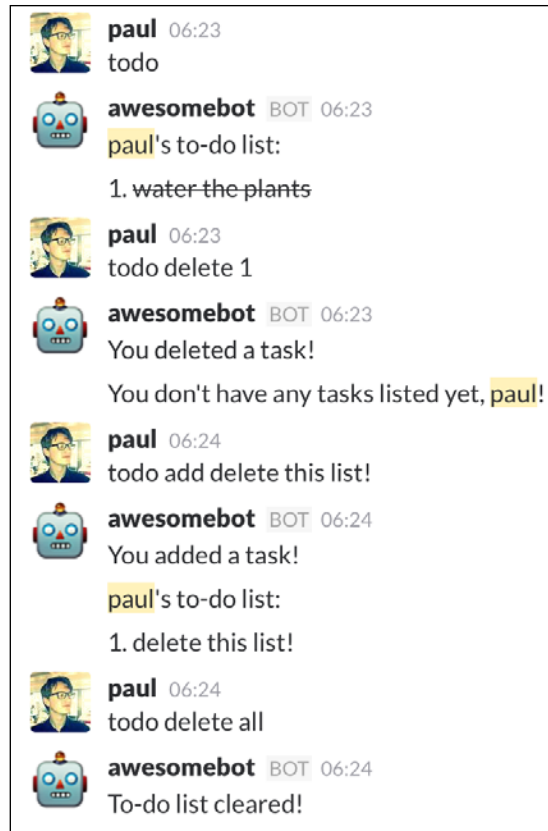 paul 06:23
todo
awesomebot BOT 06:23
paul's to-do list:
1. water the plants
paul 06:23
todo delete 1
awesomebot BOT 06:23
You deleted a task!
You don't have any tasks listed yet, paul!
paul 06:24
todo add delete this list!
awesomebot BOT 06:24
You added a task!
paul's to-do list:
1. delete this list!
paul 06:24
todo delete all
awesomebot BOT 06:24
To-do list cleared!